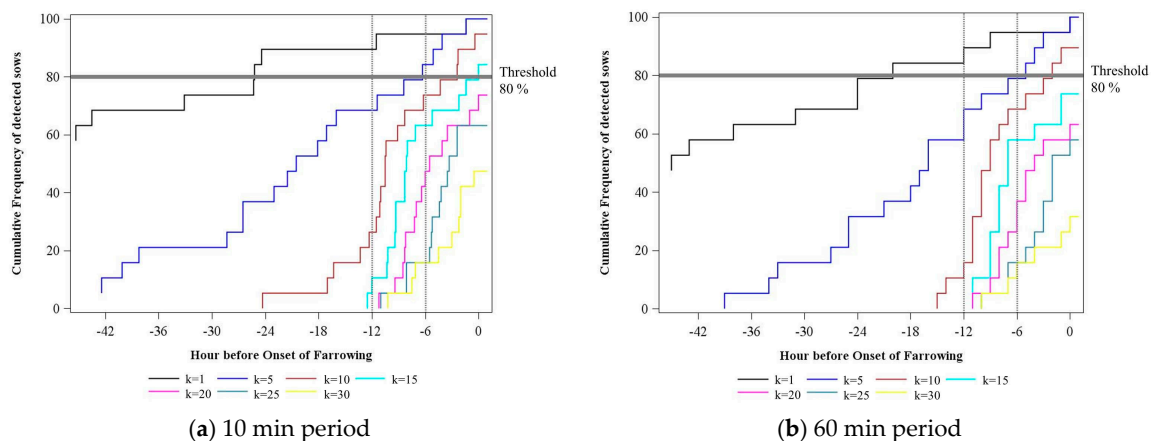 100
80
60
40
20
0
Cumulative Frequency of detected sows
Threshold
80 %
-42 -36 -30 -24 -18 -12 -6 0
Hour before Onset of Farrowing
k=1 k=5 k=10 k=15
k=20 k=25 k=30
(a) 10 min period
100
80
60
40
20
0
Cumulative Frequency of detected sows
Threshold
80 %
-42 -36 -30 -24 -18 -12 -6 0
Hour before Onset of Farrowing
k=1 k=5 k=10 k=15
k=20 k=25 k=30
(b) 60 min period